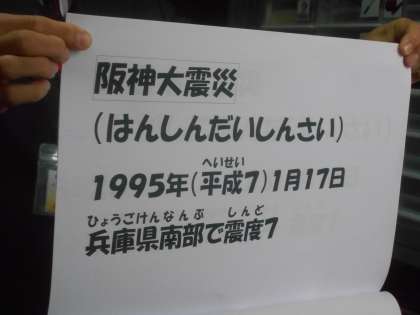 阪神大震災
(はんしんだいしんさい)
へいせい
1995年(平成7)1月17日
ひょうごけんなんぶ しんど
兵庫県南部で震度7